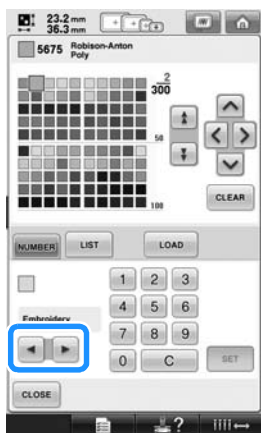 23.2 mm
36.3 mm
5675 Robison-Anton
Poly
2
300
50
100
CLEAR
NUMBER LIST LOAD
1 2 3
Embroidery
4 5 6
7 8 9
0 C SET
CLOSE
?